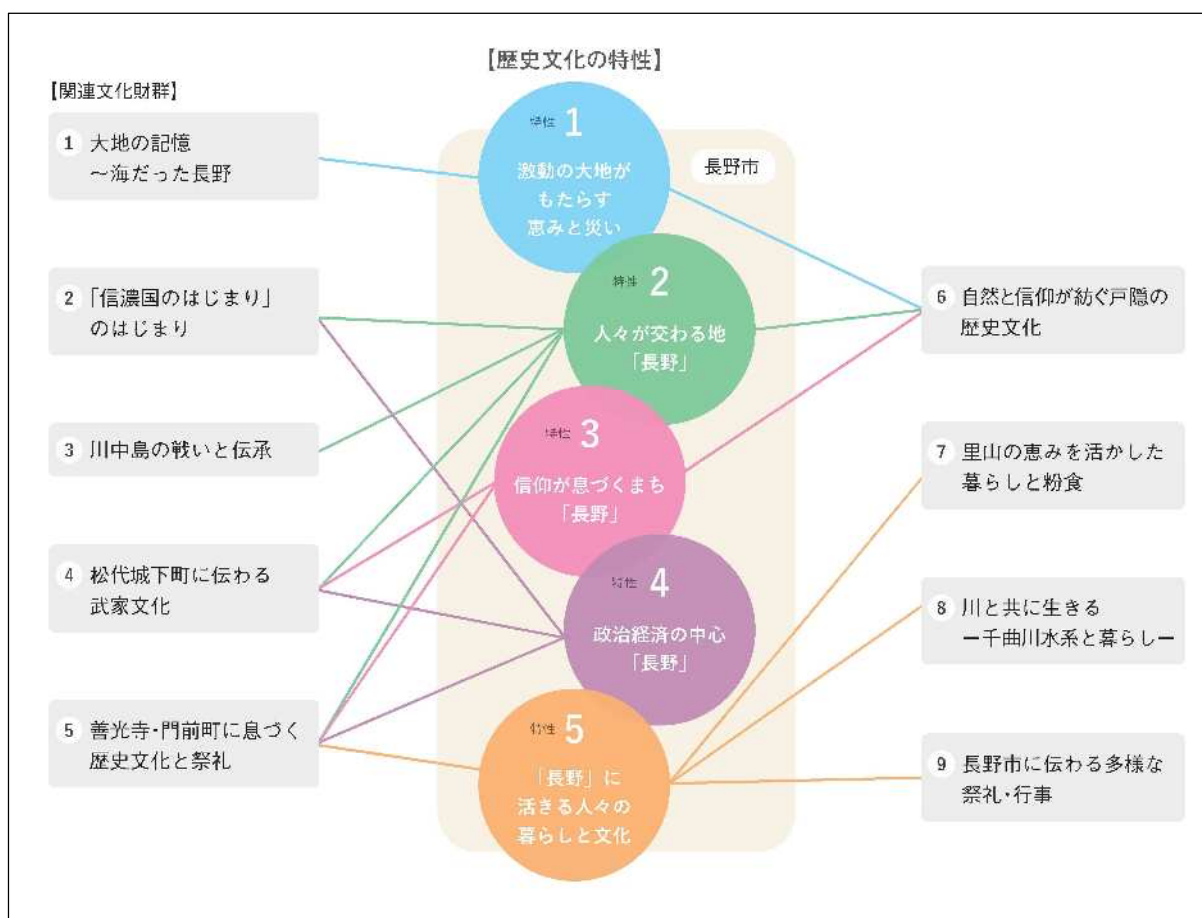 【歴史文化の特性】
【関連文化財群】
1 大地の記憶
～海だった長野
2 「信濃国のはじまり」
のはじまり
3 川中島の戦いと伝承
4 松代城下町に伝わる
武家文化
5 善光寺・門前町に息づく
歴史文化と祭礼
長野市
特性 1
激動の大地が
もたらす
恵みと災い
特性 2
人々が交わる地
「長野」
特性 3
信仰が息づくまち
「長野」
特性 4
政治経済の中心
「長野」
特性 5
「長野」に
活きる人々の
暮らしと文化
6 自然と信仰が紡ぐ戸隠の
歴史文化
7 里山の恵みを活かした
暮らしと粉食
8 川と共に生きる
ー千曲川水系と暮らしー
9 長野市に伝わる多様な
祭礼・行事